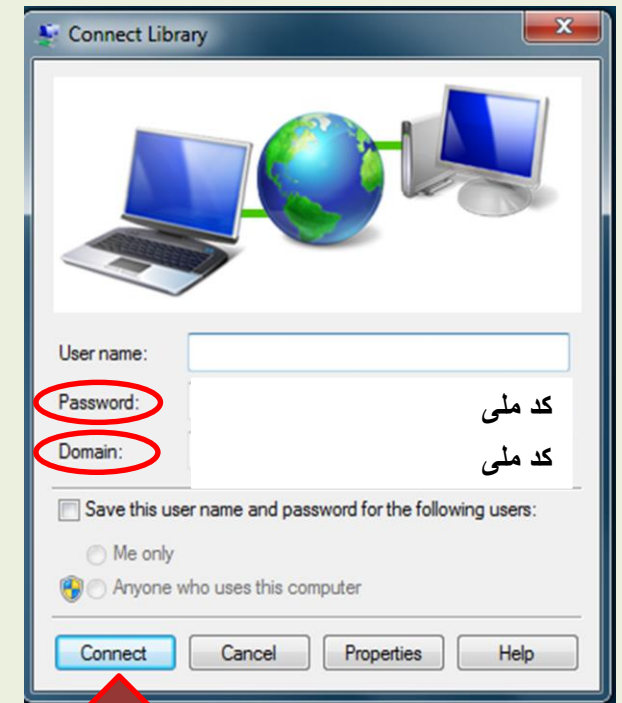 Connect Library
User name:
Password: کد ملی
Domain: کد ملی
Save this user name and password for the following users:
Me only
Anyone who uses this computer
Connect Cancel Properties Help